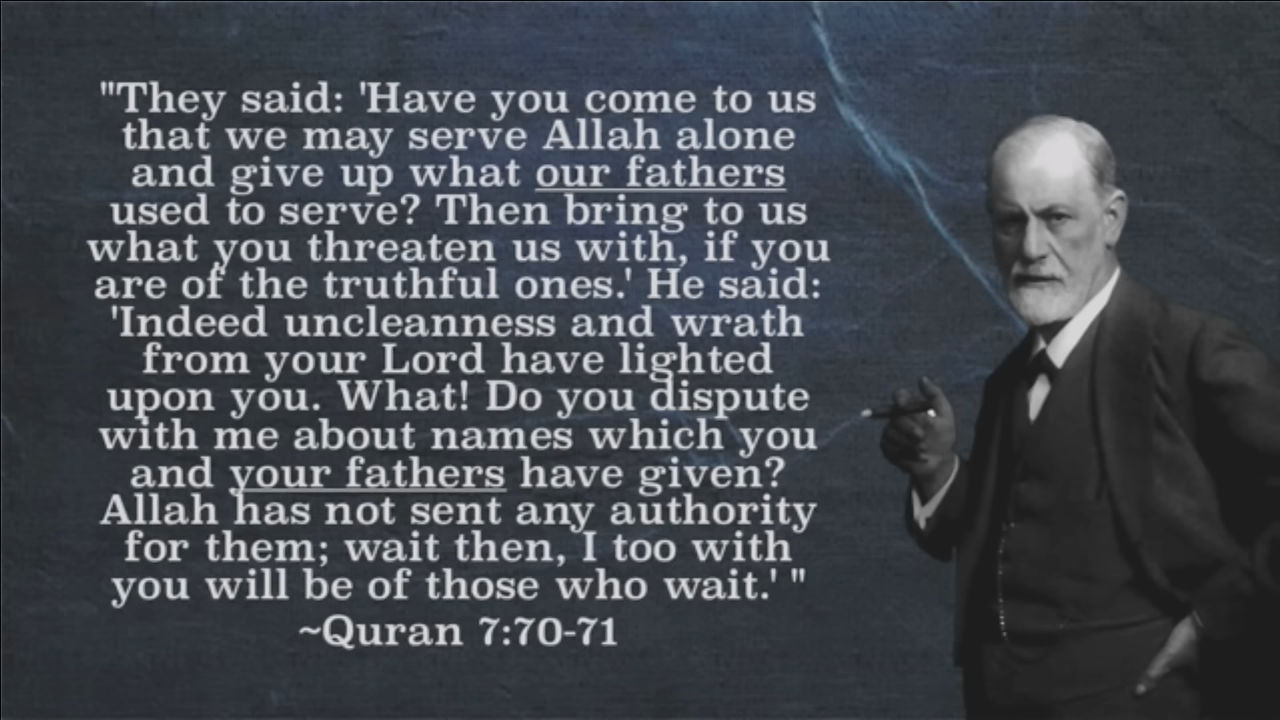 "They said: 'Have you come to us
that we may serve Allah alone
and give up what our fathers
used to serve? Then bring to us
what you threaten us with, if you
are of the truthful ones.' He said:
'Indeed uncleanness and wrath
from your Lord have lighted
upon you. What! Do you dispute
with me about names which you
and your fathers have given?
Allah has not sent any authority
for them; wait then, I too with
you will be of those who wait.' "
~Quran 7:70-71